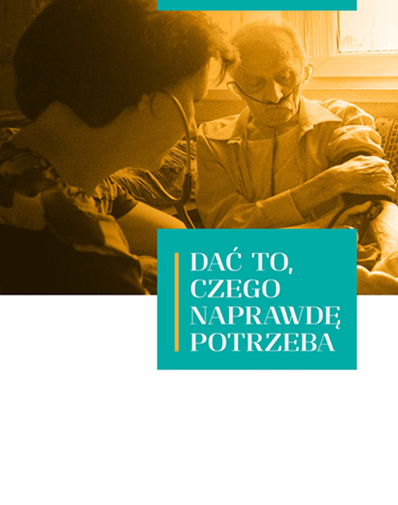 DAĆ TO,
CZEGO
NAPRAWDĘ
POTRZEBA